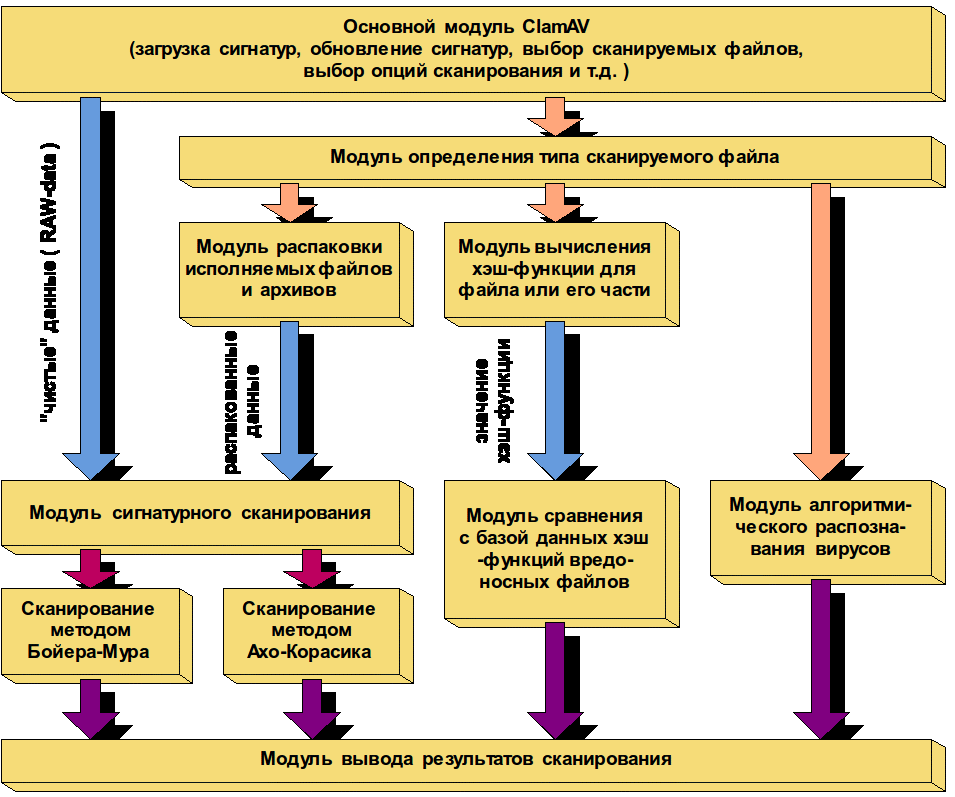 Основной модуль ClamAV
(загрузка сигнатур, обновление сигнатур, выбор сканируемых файлов,
выбор опций сканирования и т.д. )
Модуль определения типа сканируемого файла
"чистые" данные ( RAW-data )
Модуль распаковки
исполняемых файлов
и архивов
Модуль вычисления
хэш-функции для
файла или его части
распакованные
данные
значение
хэш-функции
Модуль сигнатурного сканирования
Модуль сравнения
с базой данных хэш
-функций вредо-
носных файлов
Модуль алгоритми-
ческого распозна-
вания вирусов
Сканирование
методом
Бойера-Мура
Сканирование
методом
Ахо-Корасика
Модуль вывода результатов сканирования